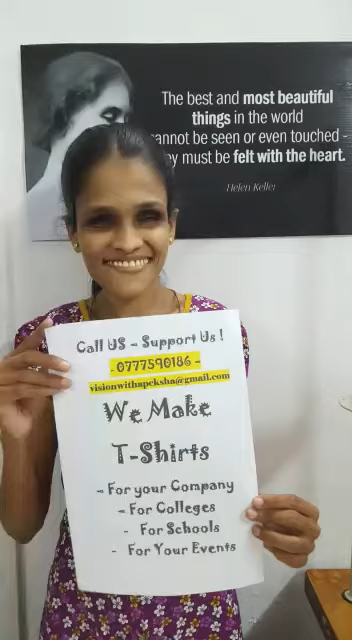 The best and most beautiful
things in the world
cannot be seen or even touched -
they must be felt with the heart.
Helen Keller
Call US - Support Us !
- 0777590186 -
visionwithapeksha@gmail.com
We Make
T-Shirts
- For your Company
- For Colleges
- For Schools
- For Your Events